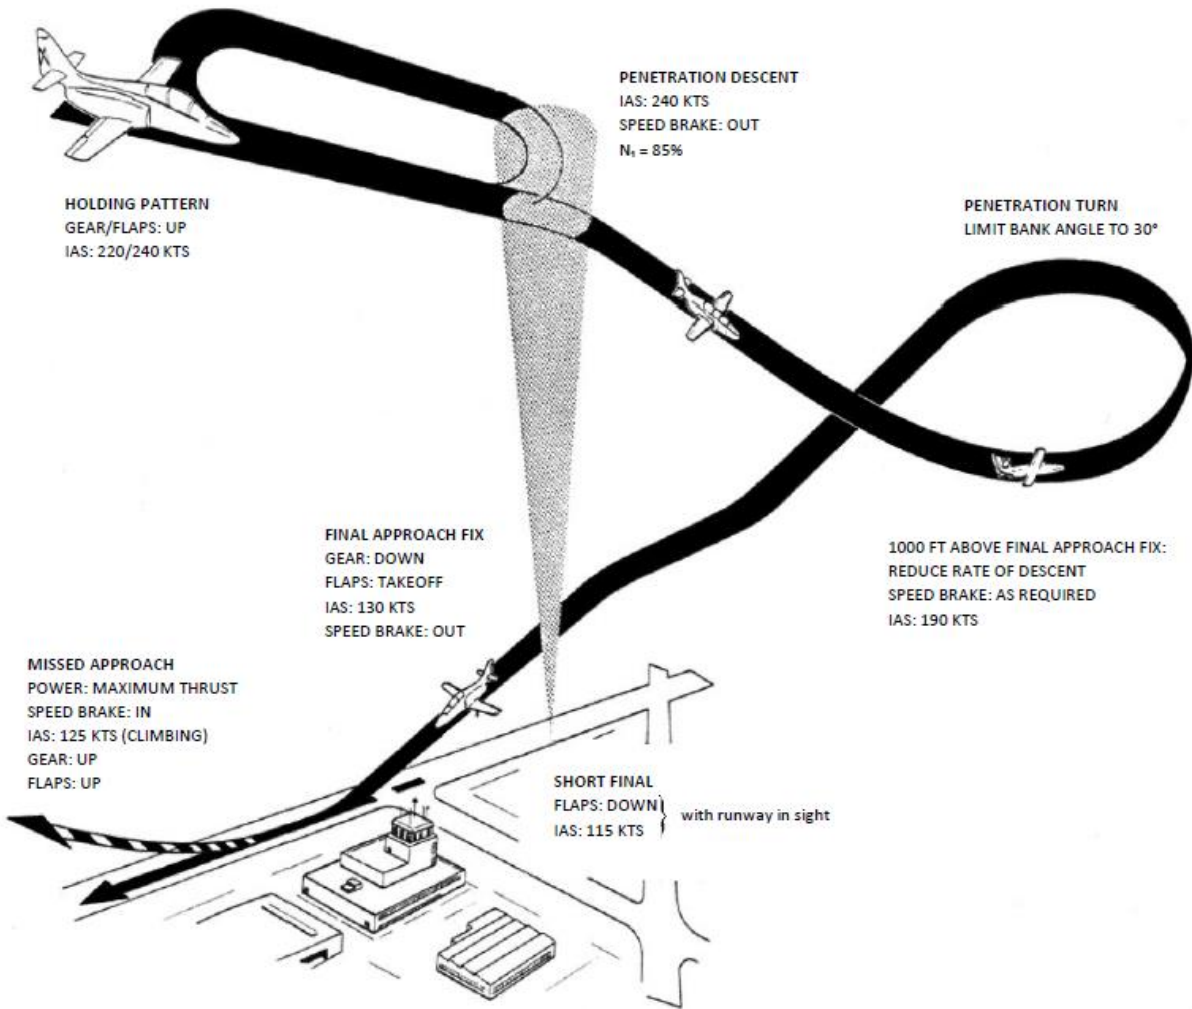 PENETRATION DESCENT
IAS: 240 KTS
SPEED BRAKE: OUT
N₁ = 85%
HOLDING PATTERN
GEAR/FLAPS: UP
IAS: 220/240 KTS
PENETRATION TURN
LIMIT BANK ANGLE TO 30°
FINAL APPROACH FIX
GEAR: DOWN
FLAPS: TAKEOFF
IAS: 130 KTS
SPEED BRAKE: OUT
1000 FT ABOVE FINAL APPROACH FIX:
REDUCE RATE OF DESCENT
SPEED BRAKE: AS REQUIRED
IAS: 190 KTS
MISSED APPROACH
POWER: MAXIMUM THRUST
SPEED BRAKE: IN
IAS: 125 KTS (CLIMBING)
GEAR: UP
FLAPS: UP
SHORT FINAL
FLAPS: DOWN
IAS: 115 KTS
with runway in sight